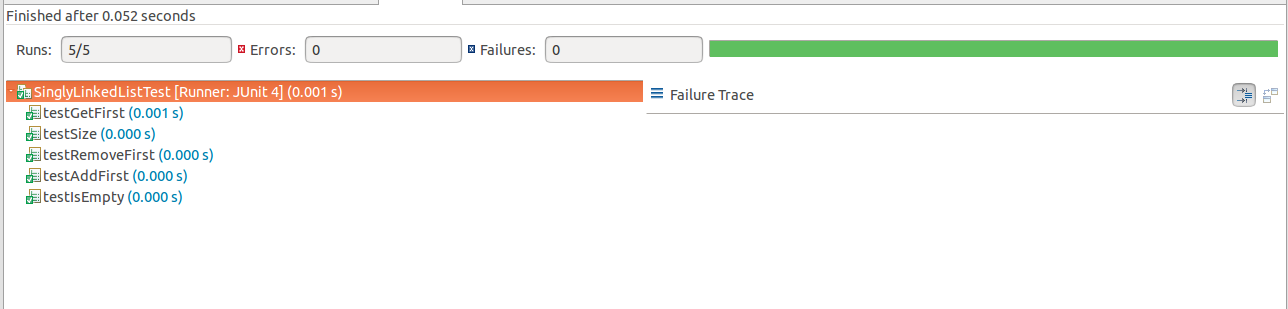 Finished after 0.052 seconds
Runs: 5/5 Errors: 0 Failures: 0
SinglyLinkedListTest [Runner: JUnit 4] (0.001 s)
Failure Trace
testGetFirst (0.001 s)
testSize (0.000 s)
testRemoveFirst (0.000 s)
testAddFirst (0.000 s)
testIsEmpty (0.000 s)